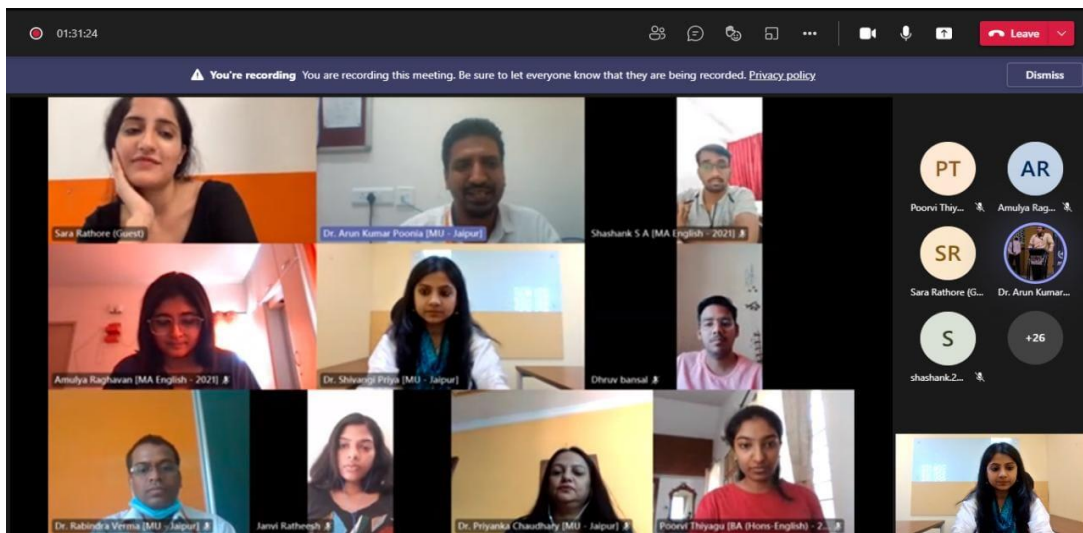 01:31:24
Leave
You're recording You are recording this meeting. Be sure to let everyone know that they are being recorded. Privacy policy
Dismiss
Sara Rathore (Guest)
Dr. Arun Kumar Poonia [MU - Jaipur]
Shashank S A [MA English - 2021]
PT
AR
Poorvi Thiy...
Amulya Rag...
SR
Sara Rathore (G...
Dr. Arun Kumar...
Amulya Raghavan [MA English - 2021]
Dr. Shivangi Priya [MU - Jaipur]
Dhruv bansal
S
+26
shashank.2...
Dr. Rabindra Verma [MU - Jaipur]
Janvi Ratheesh
Dr. Priyanka Chaudhary [MU - Jaipur]
Poorvi Thiyagu [BA (Hons-English) - 2...